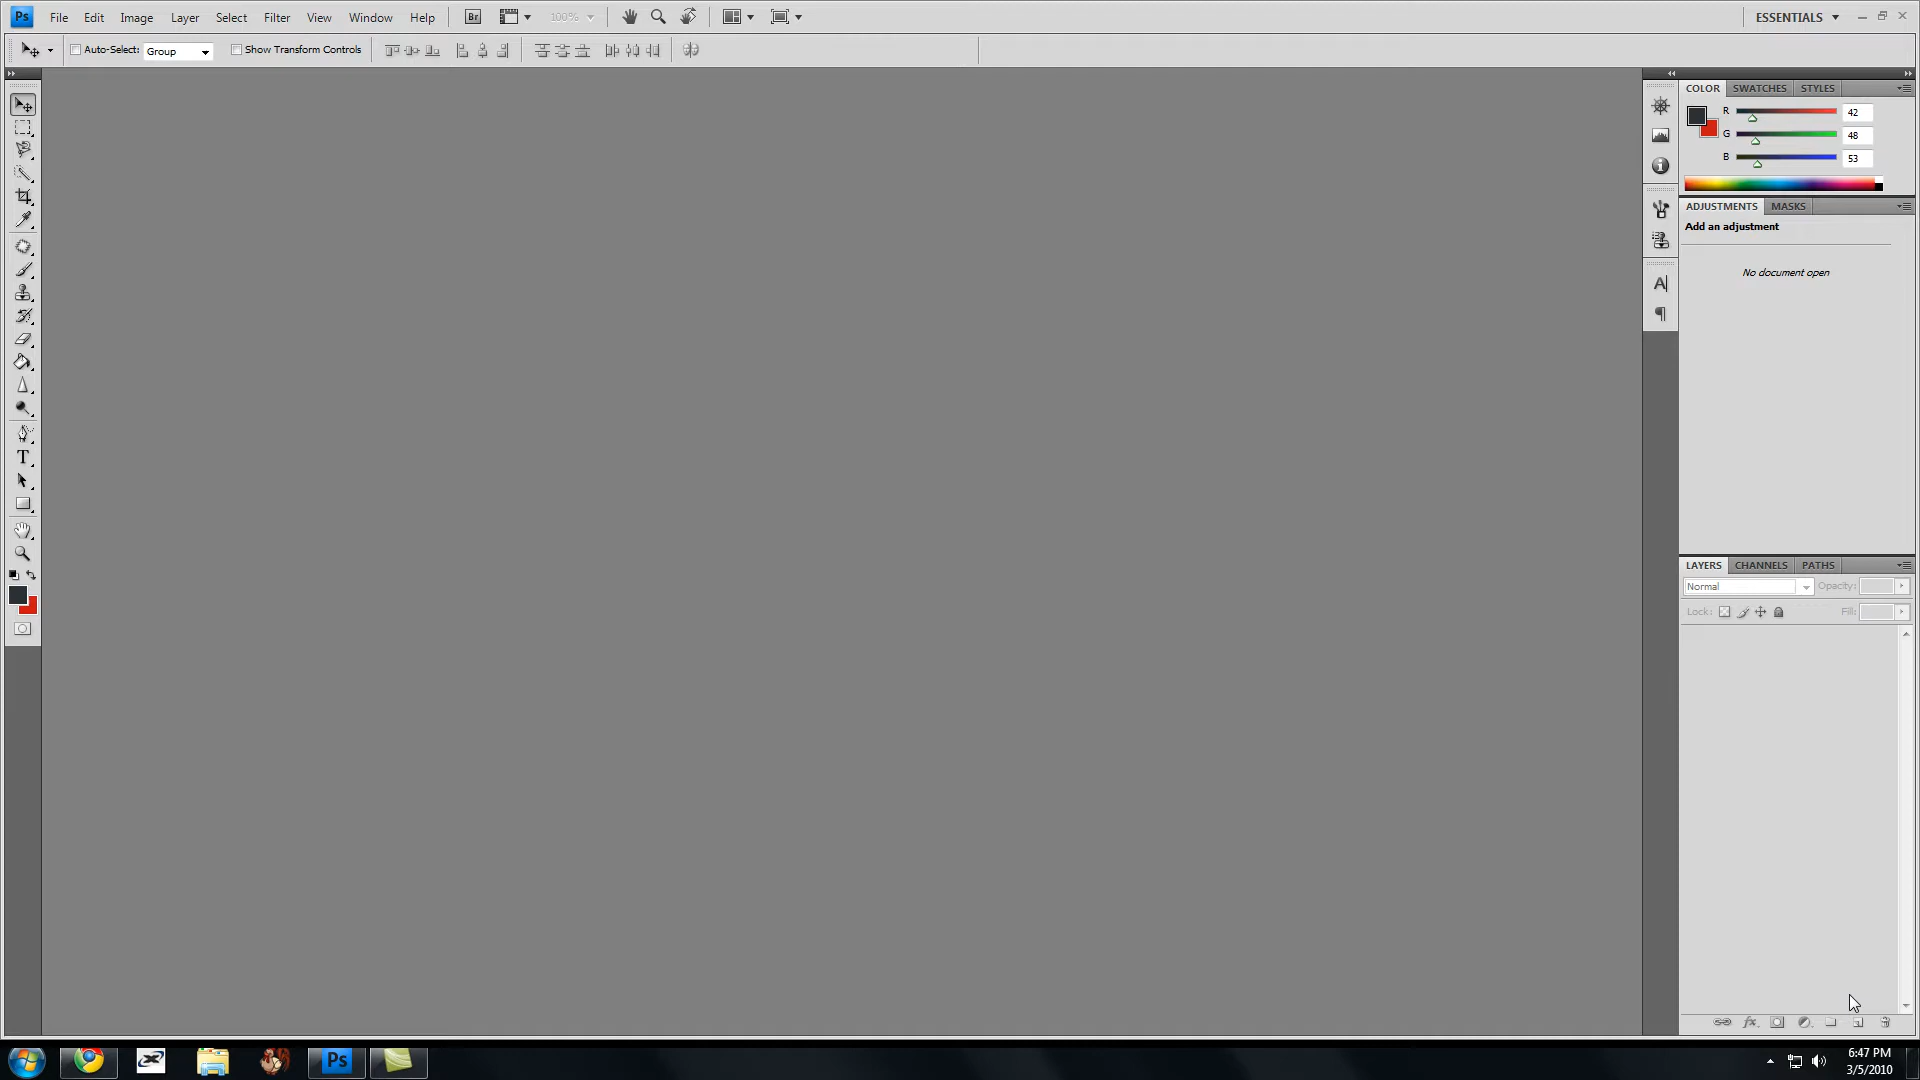 Ps File Edit Image Layer Select Filter View Window Help Br 100% ESSENTIALS
Auto-Select: Group Show Transform Controls
COLOR SWATCHES STYLES
R 42
G 48
B 53
ADJUSTMENTS MASKS
Add an adjustment
No document open
A
T
LAYERS CHANNELS PATHS
Normal Opacity:
Lock: Fill:
fx
Ps
6:47 PM
3/5/2010